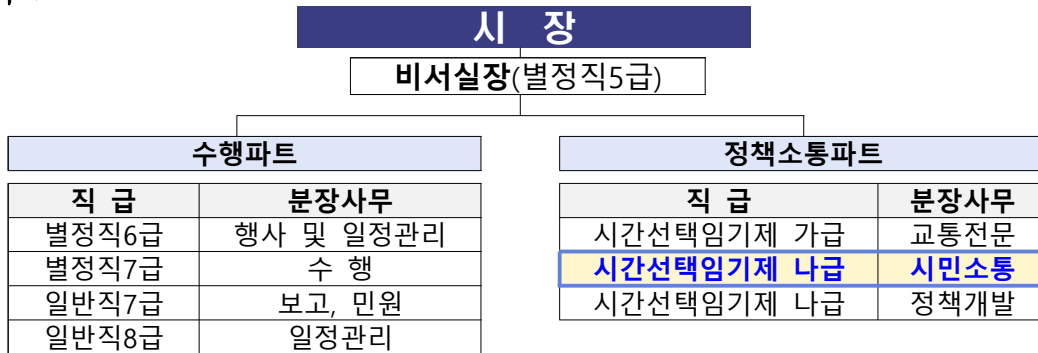 시 장
비서실장(별정직5급)
수행파트
직 급 분장사무
별정직6급 행사 및 일정관리
별정직7급 수 행
일반직7급 보고, 민원
일반직8급 일정관리
정책소통파트
직 급 분장사무
시간선택임기제 가급 교통전문
시간선택임기제 나급 시민소통
시간선택임기제 나급 정책개발